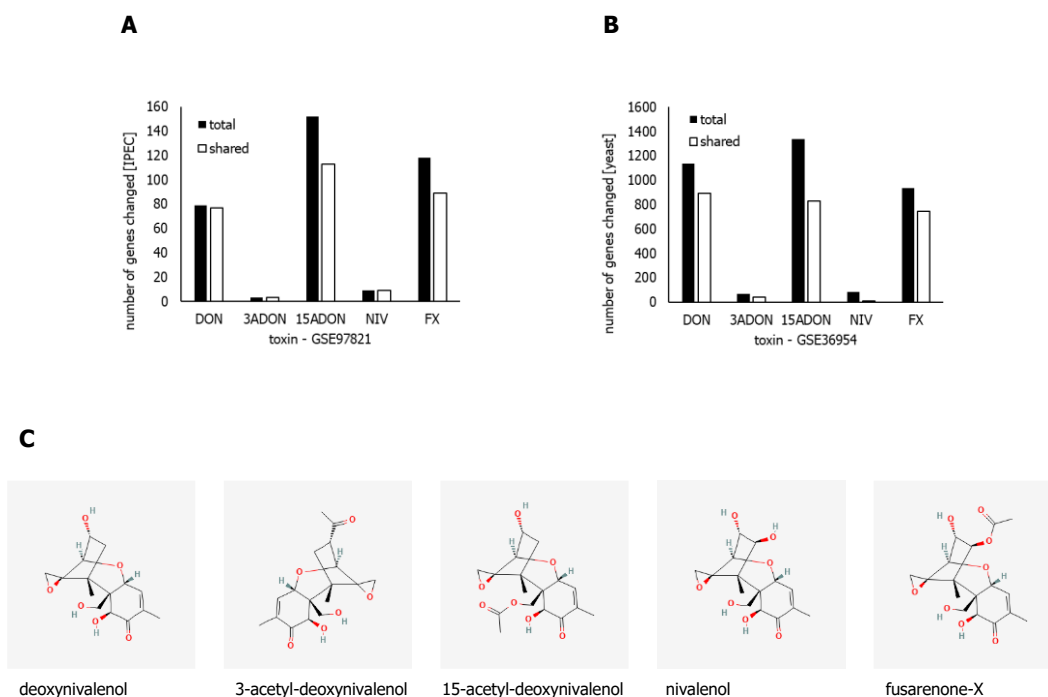 A
B
number of genes changed [IPEC]
160
140
120
100
80
60
40
20
0
total
shared
DON 3ADON 15ADON NIV FX
toxin - GSE97821
number of genes changed [yeast]
1600
1400
1200
1000
800
600
400
200
0
total
shared
DON 3ADON 15ADON NIV FX
toxin - GSE36954
C
H
O
H
H
O
O
O
H
O
H
O
O
H
H
O
O
O
H
O
H
O
H
O
H
H
O
O
O
O
O
H
O
H
O
O
H
H
H
O
O
O
H
O
H
O
H
O
O
O
H
H
O
O
O
H
O
H
O
deoxynivalenol 3-acetyl-deoxynivalenol 15-acetyl-deoxynivalenol nivalenol fusarenone-X